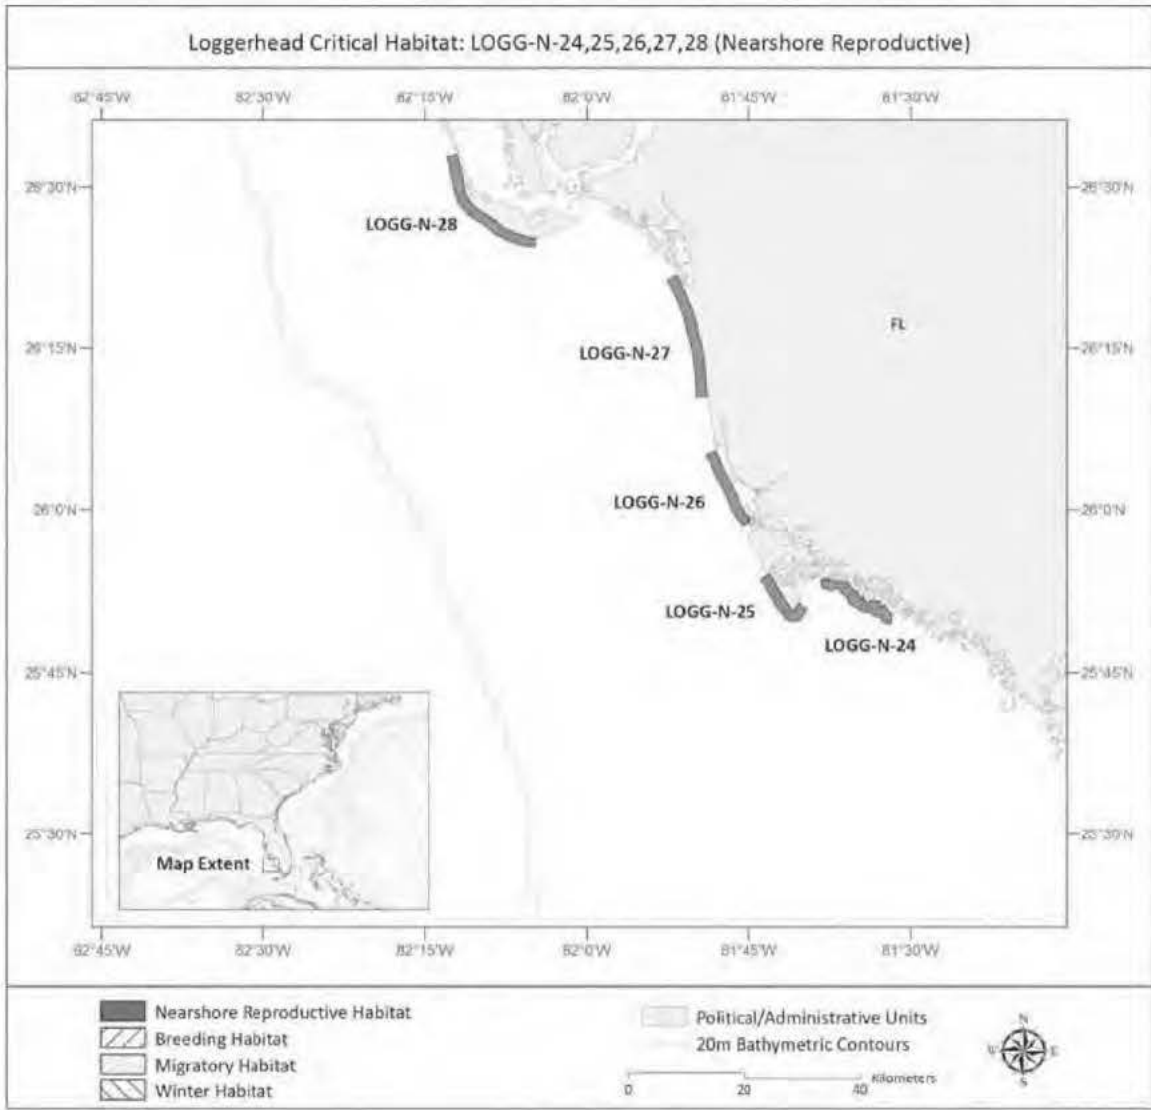 Loggerhead Critical Habitat: LOGG-N-24,25,26,27,28 (Nearshore Reproductive)
82°45'W 82°30'W 82°15'W 82°0'W 81°45'W 81°30'W
26°30'N 26°30'N
LOGG-N-28
FL
26°15'N 26°15'N
LOGG-N-27
26°0'N 26°0'N
LOGG-N-26
LOGG-N-25
LOGG-N-24
25°45'N 25°45'N
25°30'N 25°30'N
Map Extent
82°45'W 82°30'W 82°15'W 82°0'W 81°45'W 81°30'W
Nearshore Reproductive Habitat
Breeding Habitat
Migratory Habitat
Winter Habitat
Political/Administrative Units
20m Bathymetric Contours
0 20 40 Kilometers
N
W E
S